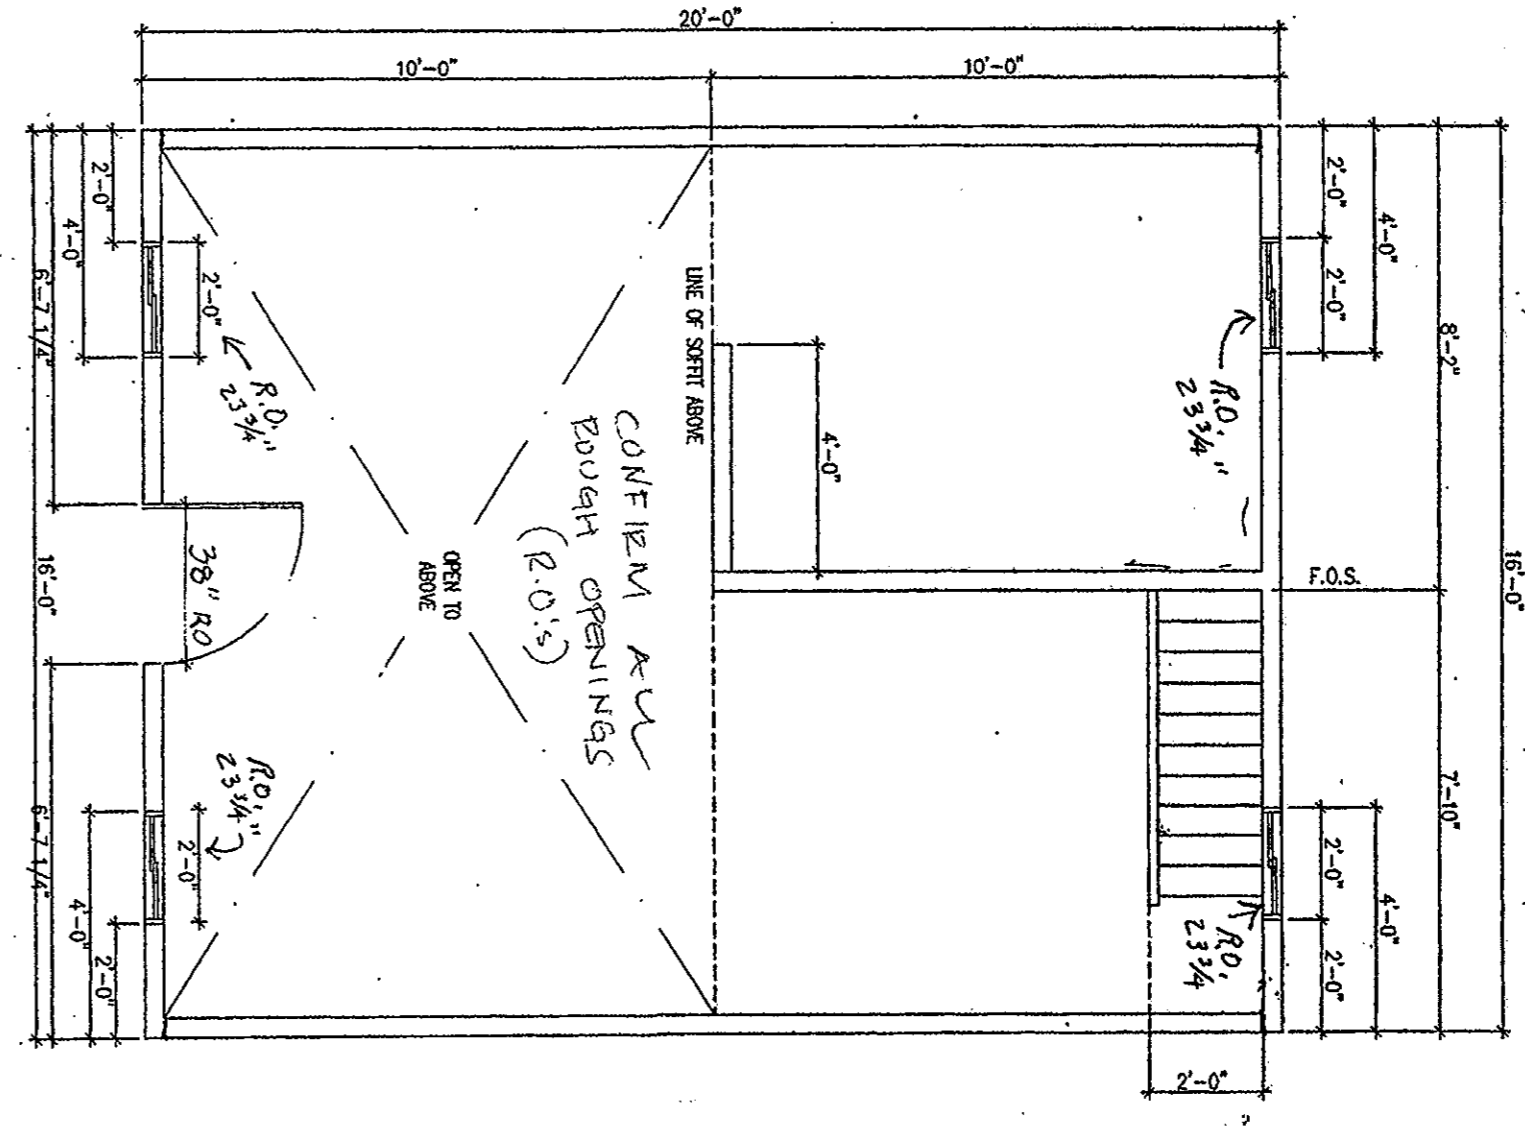 20'-0"
10'-0"
10'-0"
2'-0"
4'-0"
6'-7 1/4"
2'-0"
R.O.
23 3/4"
16'-0"
38" RO
6'-7 1/4"
4'-0"
2'-0"
2'-0"
R.O.
23 3/4"
OPEN TO
ABOVE
CONFIRM ALL
ROUGH OPENINGS
(R.O.'s)
LINE OF SOFFIT ABOVE
4'-0"
R.O.
23 3/4"
2'-0"
2'-0"
4'-0"
8'-2"
16'-0"
F.O.S.
7'-10"
2'-0"
4'-0"
2'-0"
R.O.
23 3/4
2'-0"